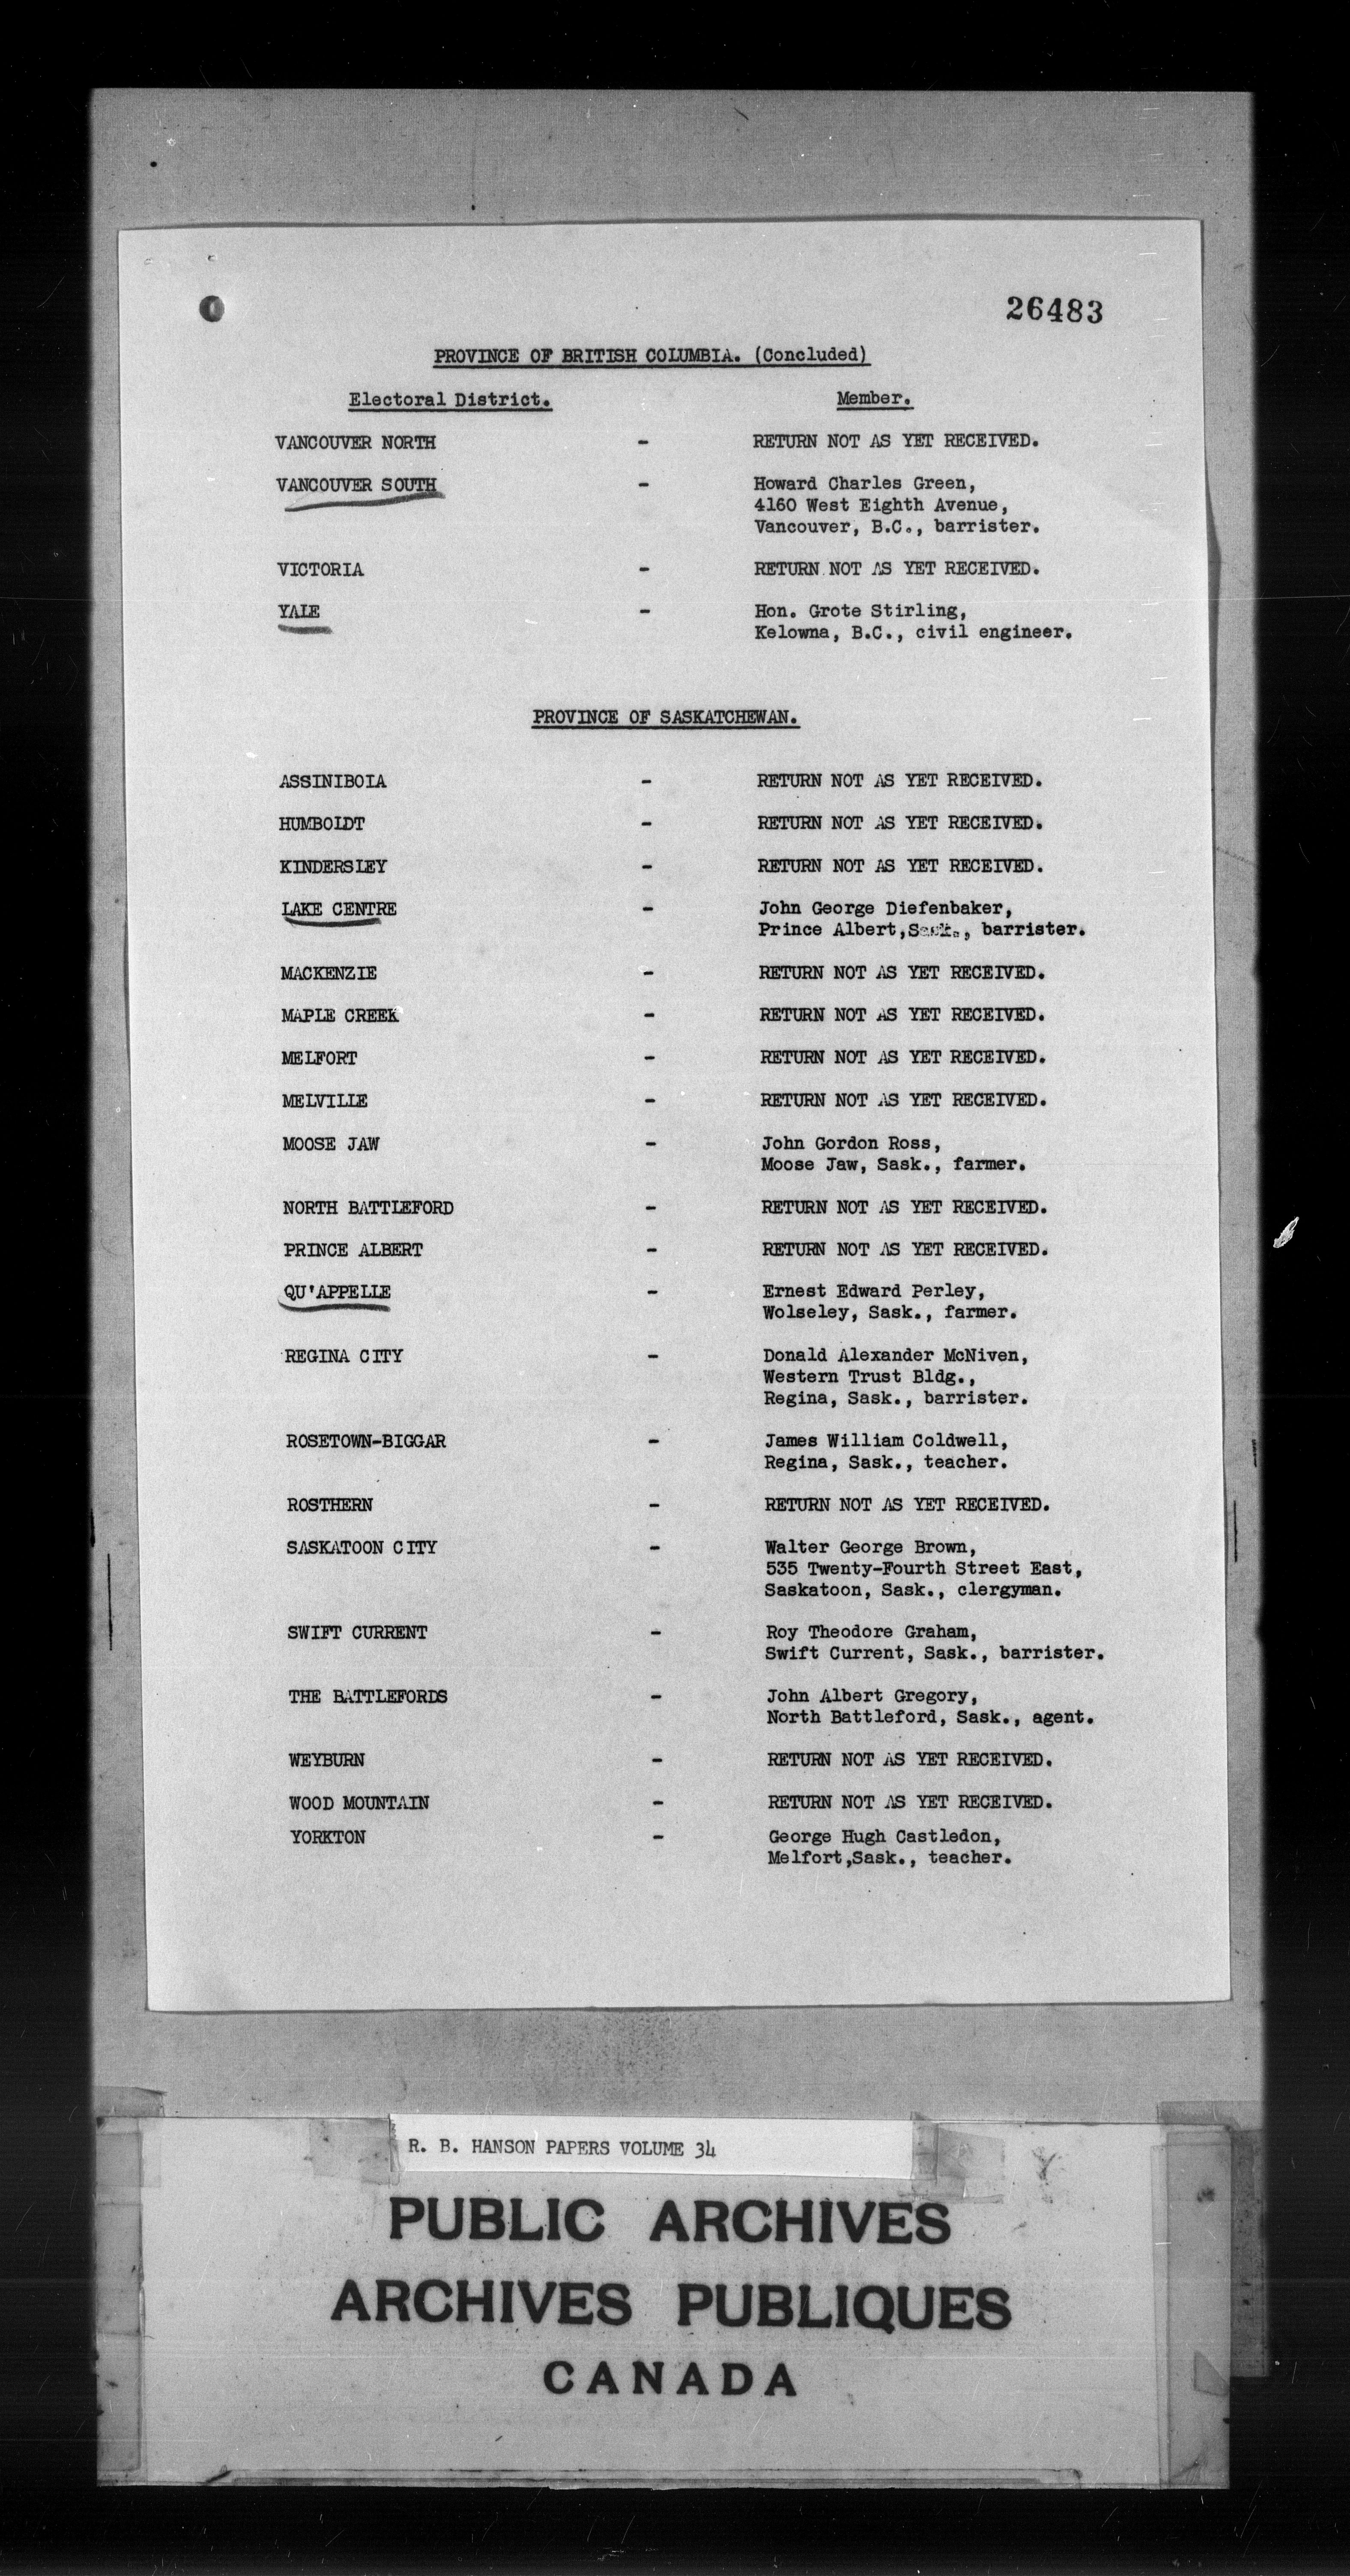 26483
PROVINCE OF BRITISH COLUMBIA. (Concluded)
Electoral District. Member.
VANCOUVER NORTH - RETURN NOT AS YET RECEIVED.
VANCOUVER SOUTH - Howard Charles Green,
4160 West Eighth Avenue,
Vancouver, B.C., barrister.
VICTORIA - RETURN NOT AS YET RECEIVED.
YALE - Hon. Grote Stirling,
Kelowna, B.C., civil engineer.
PROVINCE OF SASKATCHEWAN.
ASSINIBOIA - RETURN NOT AS YET RECEIVED.
HUMBOLDT - RETURN NOT AS YET RECEIVED.
KINDERSLEY - RETURN NOT AS YET RECEIVED.
LAKE CENTRE - John George Diefenbaker,
Prince Albert,Sask., barrister.
MACKENZIE - RETURN NOT AS YET RECEIVED.
MAPLE CREEK - RETURN NOT AS YET RECEIVED.
MELFORT - RETURN NOT AS YET RECEIVED.
MELVILLE - RETURN NOT AS YET RECEIVED.
MOOSE JAW - John Gordon Ross,
Moose Jaw, Sask., farmer.
NORTH BATTLEFORD - RETURN NOT AS YET RECEIVED.
PRINCE ALBERT - RETURN NOT AS YET RECEIVED.
QU'APPELLE - Ernest Edward Perley,
Wolseley, Sask., farmer.
REGINA CITY - Donald Alexander McNiven,
Western Trust Bldg.,
Regina, Sask., barrister.
ROSETOWN-BIGGAR - James William Coldwell,
Regina, Sask., teacher.
ROSTHERN - RETURN NOT AS YET RECEIVED.
SASKATOON CITY - Walter George Brown,
535 Twenty-Fourth Street East,
Saskatoon, Sask., clergyman.
SWIFT CURRENT - Roy Theodore Graham,
Swift Current, Sask., barrister.
THE BATTLEFORDS - John Albert Gregory,
North Battleford, Sask., agent.
WEYBURN - RETURN NOT AS YET RECEIVED.
WOOD MOUNTAIN - RETURN NOT AS YET RECEIVED.
YORKTON - George Hugh Castledon,
Melfort,Sask., teacher.
R. B. HANSON PAPERS VOLUME 34
PUBLIC ARCHIVES
ARCHIVES PUBLIQUES
CANADA